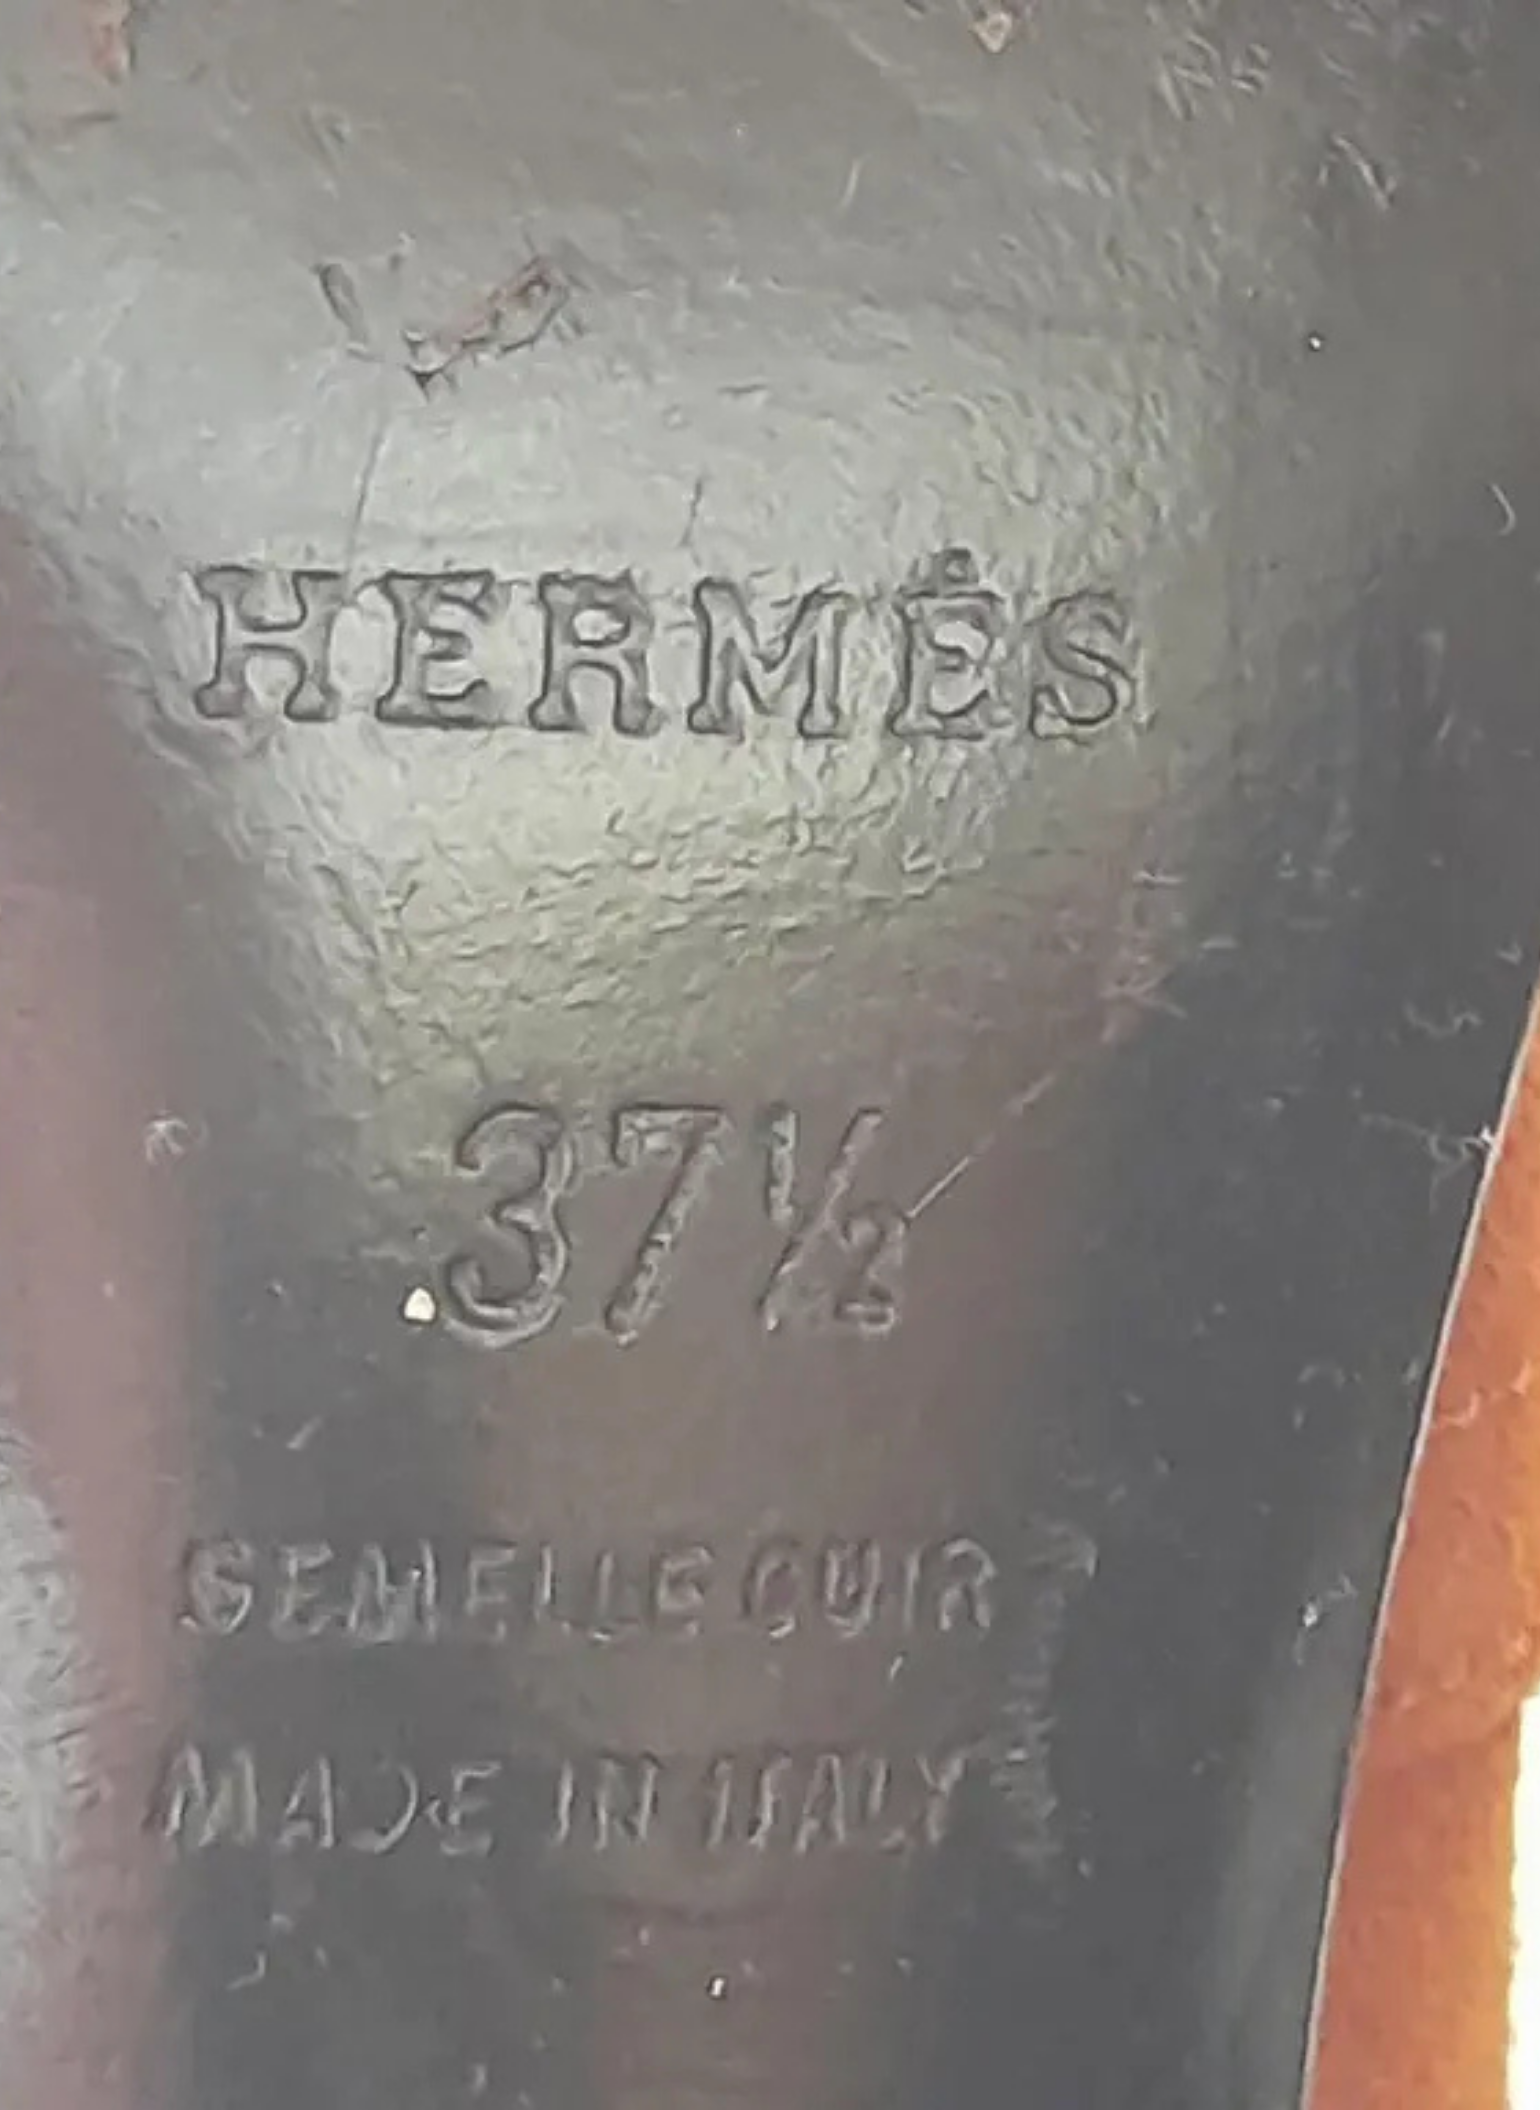 HERMÈS
37½
SEMELLE CUIR
MADE IN ITALY